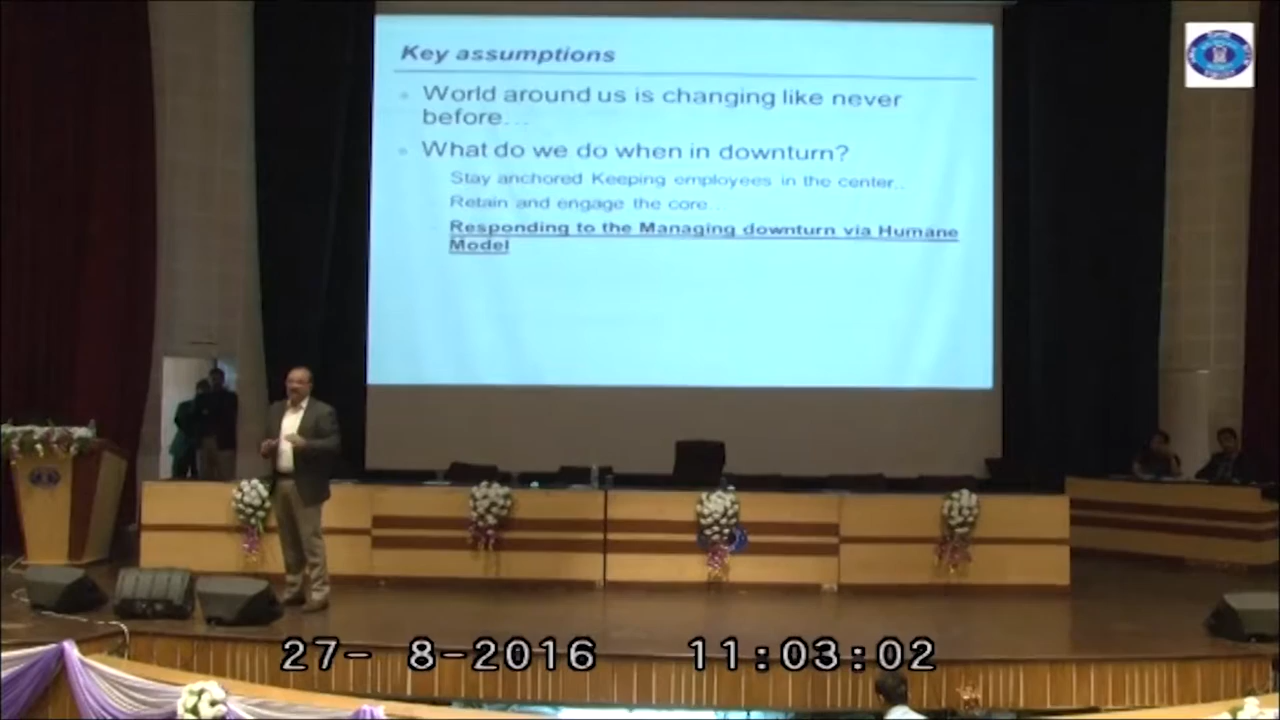 Key assumptions
World around us is changing like never
before...
What do we do when in downturn?
Stay anchored Keeping employees in the center..
Retain and engage the core..
Responding to the Managing downturn via Humane
Model
27- 8-2016 11:03:02